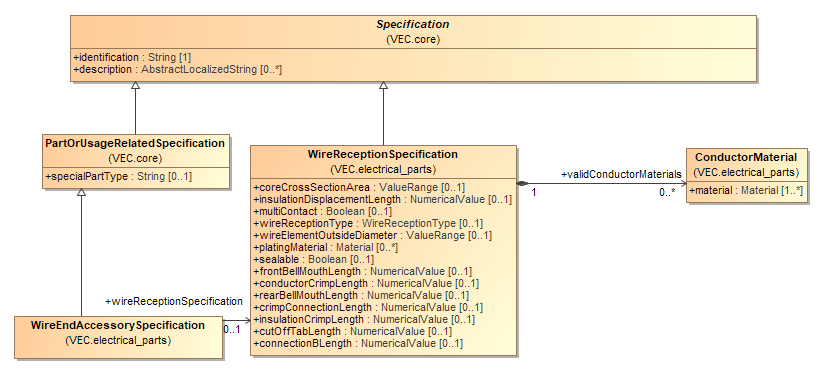 Specification
(VEC.core)
+identification : String [1]
+description : AbstractLocalizedString [0..*]
PartOrUsageRelatedSpecification
(VEC.core)
+specialPartType : String [0..1]
WireReceptionSpecification
(VEC.electrical_parts)
+coreCrossSectionArea : ValueRange [0..1]
+insulationDisplacementLength : NumericalValue [0..1]
+multiContact : Boolean [0..1]
+wireReceptionType : WireReceptionType [0..1]
+wireElementOutsideDiameter : ValueRange [0..1]
+platingMaterial : Material [0..*]
+sealable : Boolean [0..1]
+frontBellMouthLength : NumericalValue [0..1]
+conductorCrimpLength : NumericalValue [0..1]
+rearBellMouthLength : NumericalValue [0..1]
+crimpConnectionLength : NumericalValue [0..1]
+insulationCrimpLength : NumericalValue [0..1]
+cutOffTabLength : NumericalValue [0..1]
+connectionBLength : NumericalValue [0..1]
+validConductorMaterials
1
0..*
ConductorMaterial
(VEC.electrical_parts)
+material : Material [1..*]
+wireReceptionSpecification
0..1
WireEndAccessorySpecification
(VEC.electrical_parts)